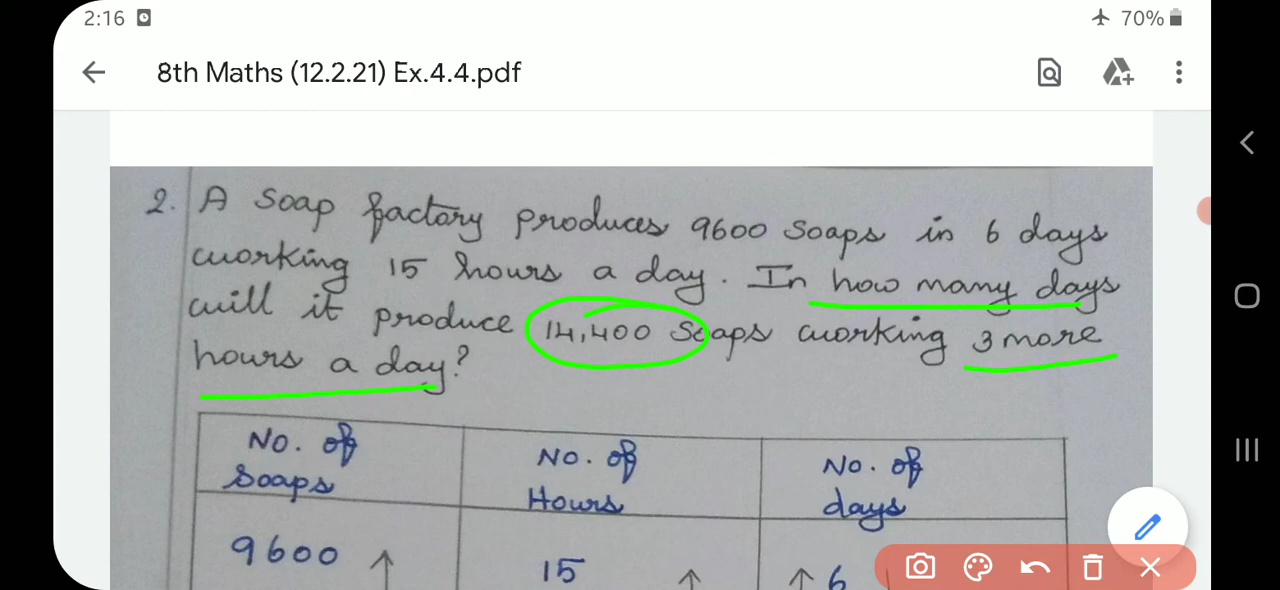 2:16
70%
8th Maths (12.2.21) Ex.4.4.pdf
2. A soap factory produces 9600 soaps in 6 days
working 15 hours a day. In how many days
will it produce 14,400 Soaps working 3 more
hours a day?
No. of Soaps
No. of Hours
No. of days
9600
15
6